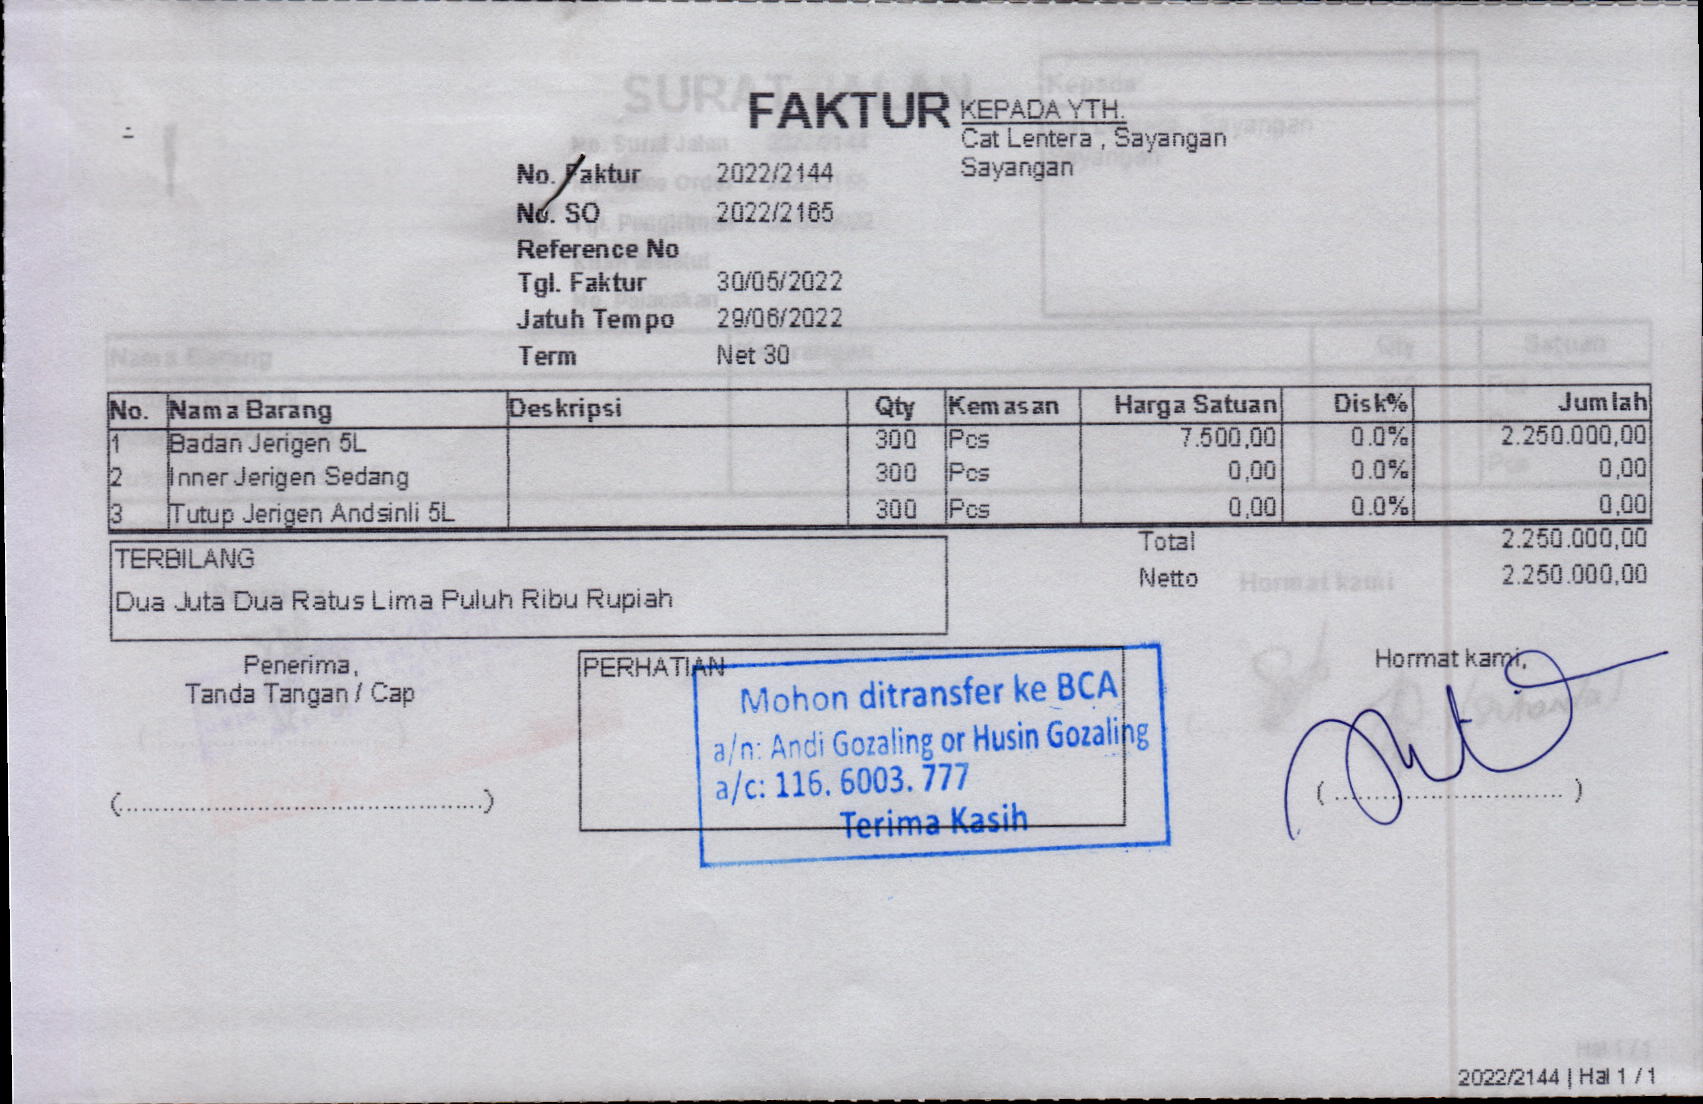 FAKTUR
KEPADA YTH.
Cat Lentera , Sayangan
Sayangan
No. Faktur 2022/2144
No. SO 2022/2165
Reference No
Tgl. Faktur 30/05/2022
Jatuh Tempo 29/06/2022
Term Net 30
No. Nama Barang Deskripsi Qty Kemasan Harga Satuan Disk% Jumlah
1 Badan Jerigen 5L 300 Pcs 7.500,00 0.0% 2.250.000,00
2 Inner Jerigen Sedang 300 Pcs 0,00 0.0% 0,00
3 Tutup Jerigen Andsinli 5L 300 Pcs 0,00 0.0% 0,00
Total 2.250.000,00
Netto 2.250.000,00
TERBILANG
Dua Juta Dua Ratus Lima Puluh Ribu Rupiah
Penerima,
Tanda Tangan / Cap
(................................................)
PERHATIAN
Mohon ditransfer ke BCA
a/n: Andi Gozaling or Husin Gozaling
a/c: 116. 6003. 777
Terima Kasih
Hormat kami,
( .............................. )
2022/2144 | Hal 1 / 1